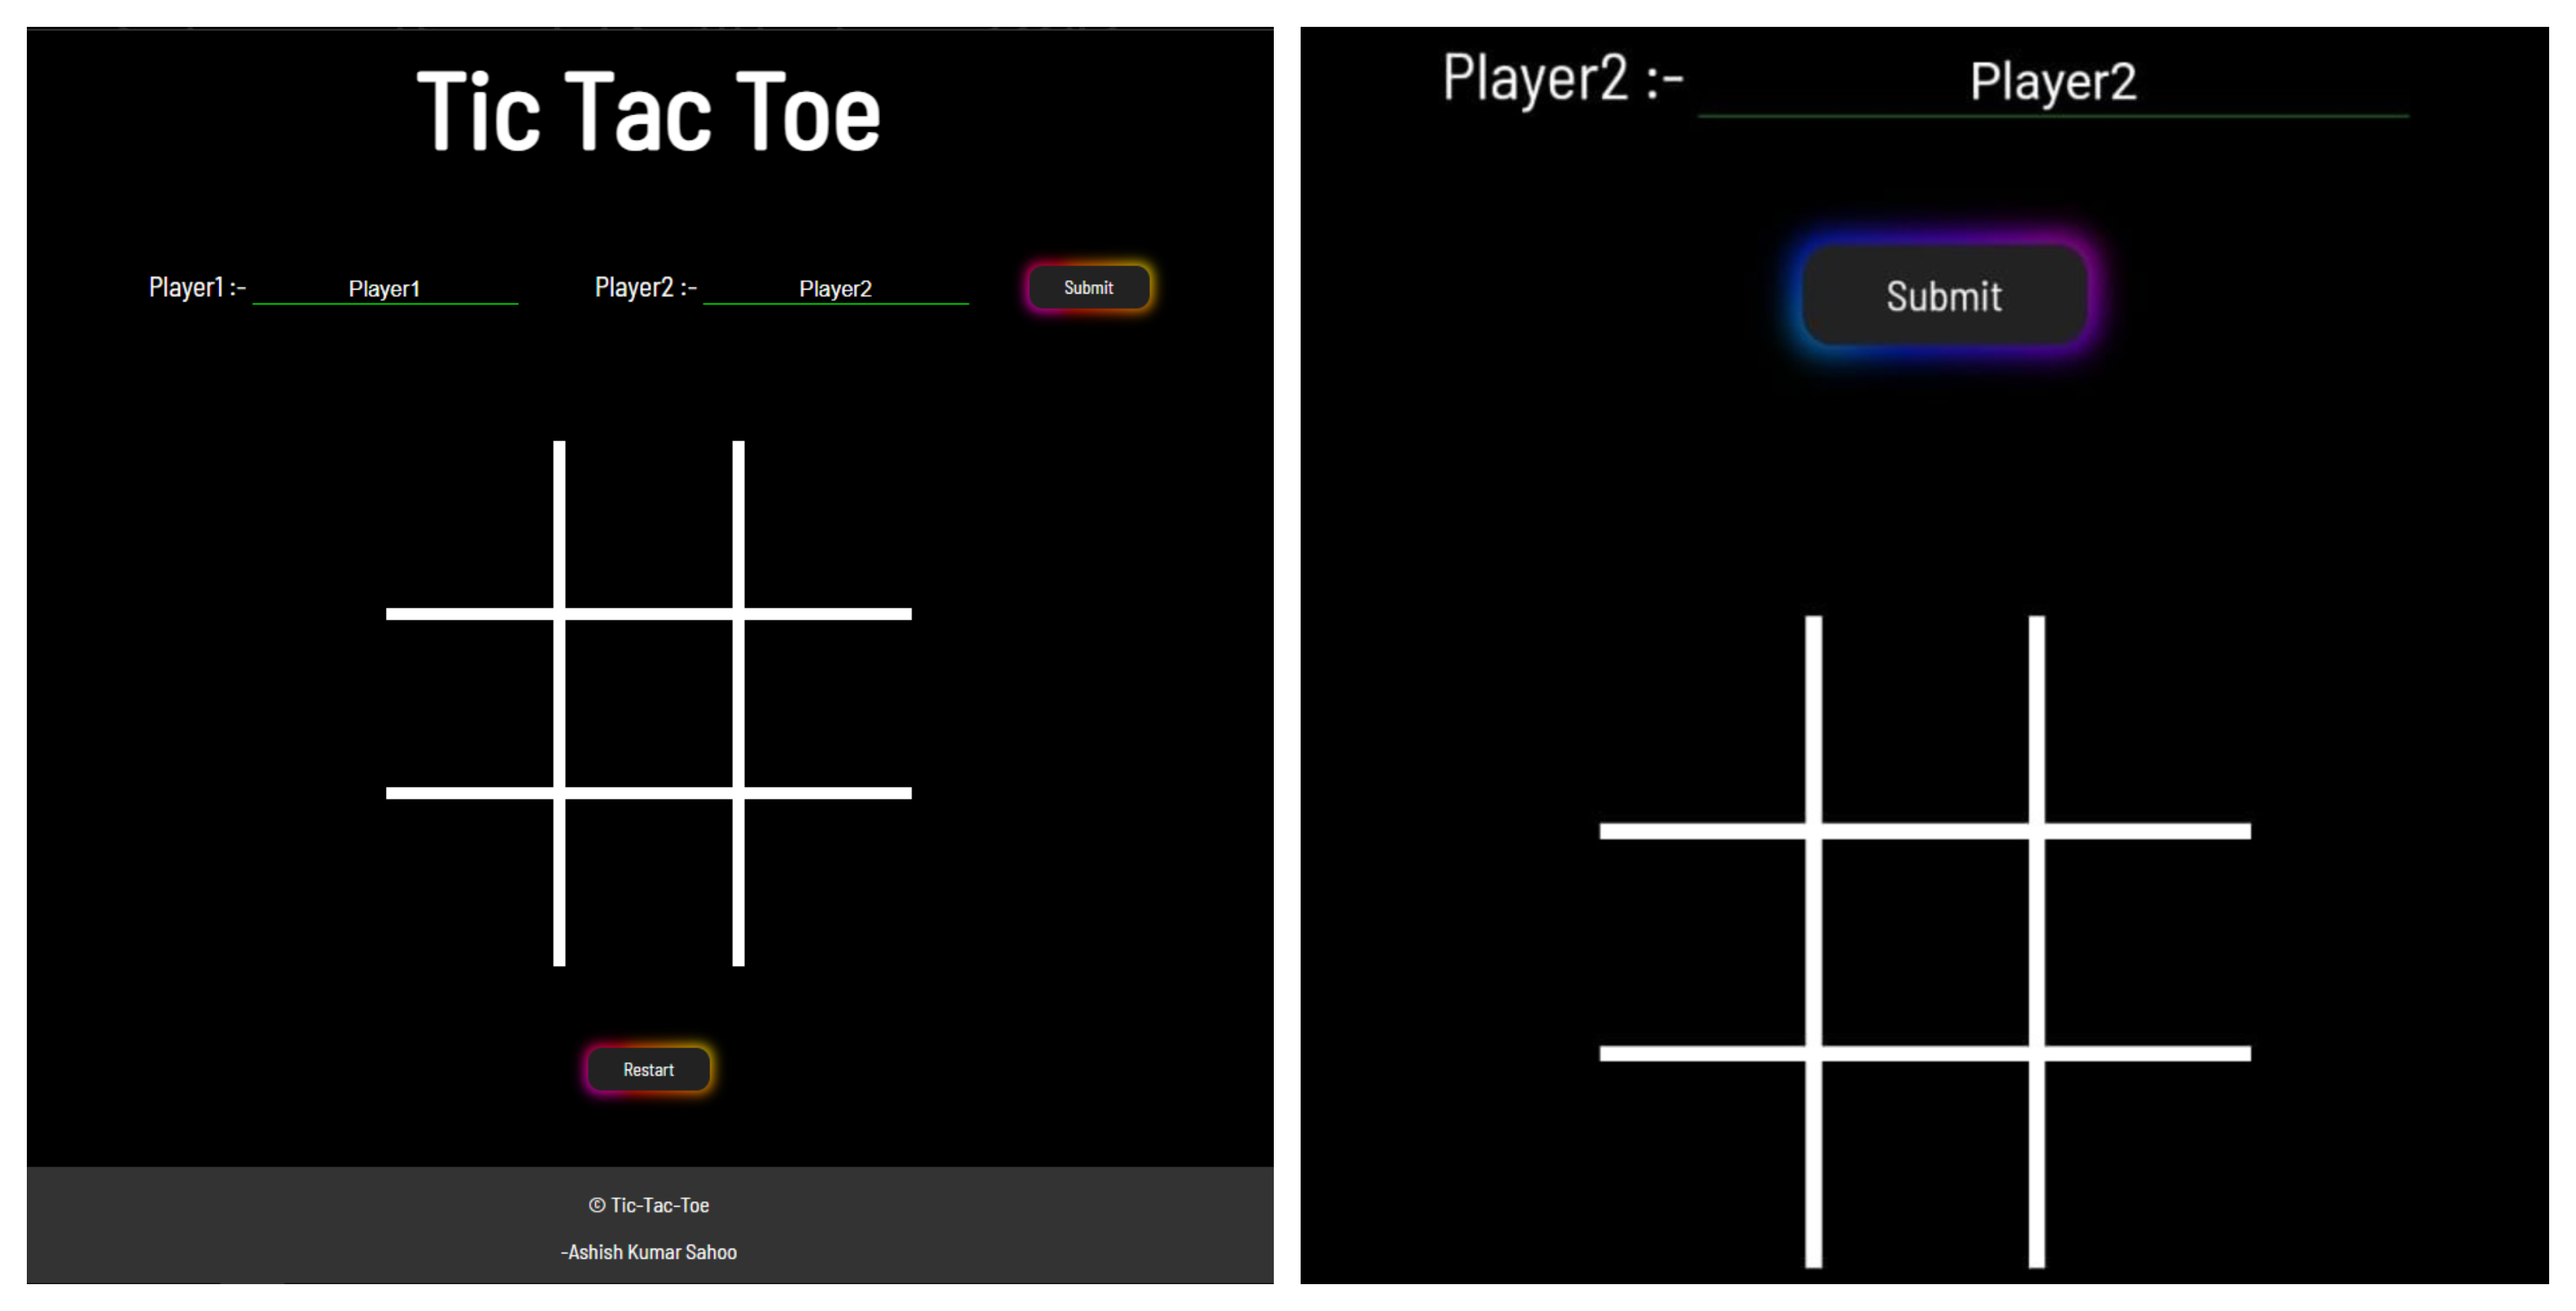 Tic Tac Toe
Player1 :- Player1 Player2 :- Player2 Submit
Restart
© Tic-Tac-Toe
-Ashish Kumar Sahoo
Player2 :- Player2
Submit